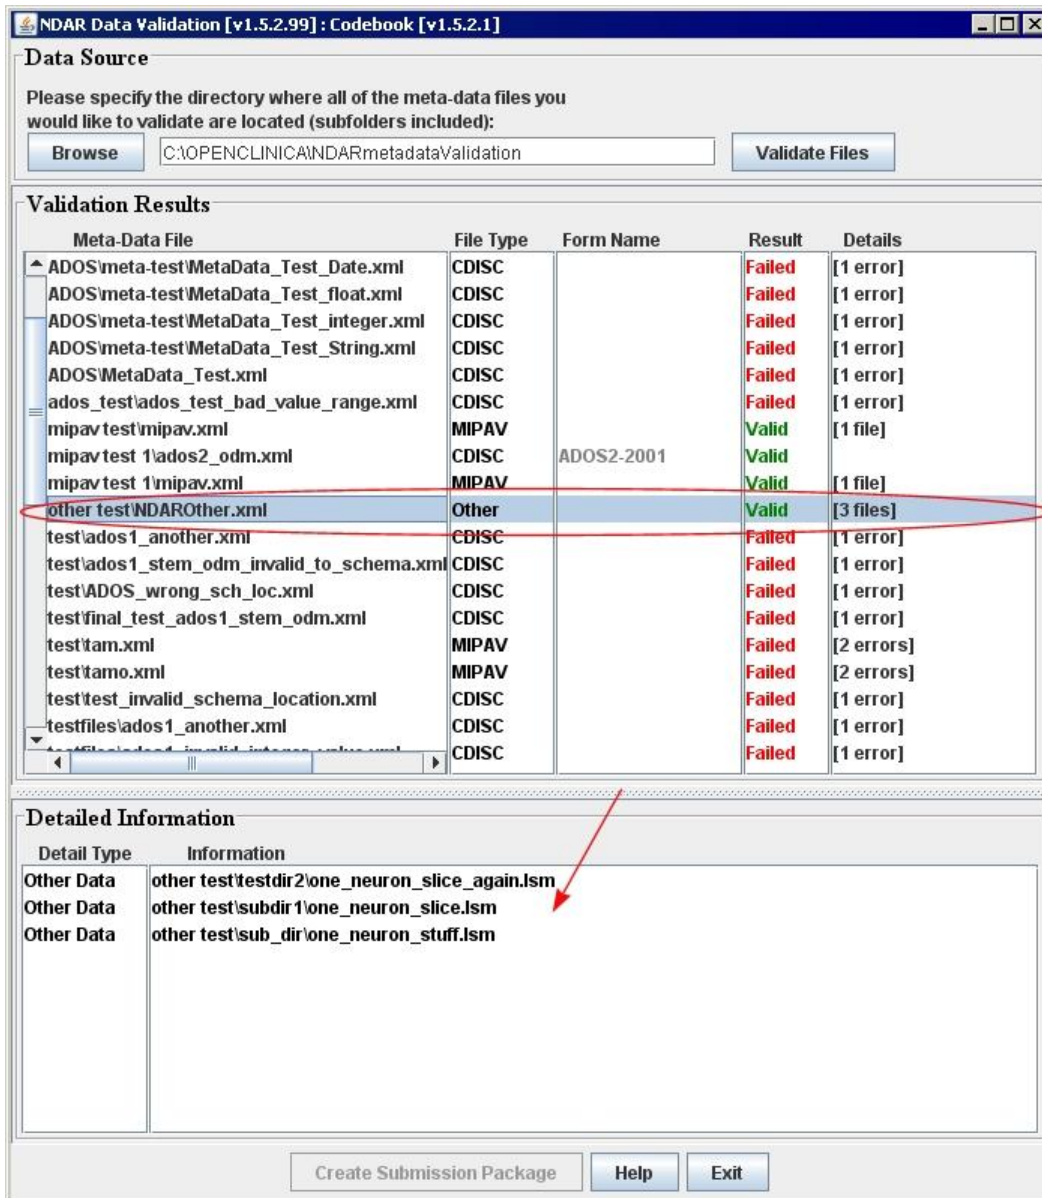 NDAR Data Validation [v1.5.2.99] : Codebook [v1.5.2.1]
Data Source
Please specify the directory where all of the meta-data files you
would like to validate are located (subfolders included):
Browse C:\OPENCLINICA\NDARmetadataValidation Validate Files
Validation Results
Meta-Data File File Type Form Name Result Details
ADOS\meta-test\MetaData_Test_Date.xml CDISC Failed [1 error]
ADOS\meta-test\MetaData_Test_float.xml CDISC Failed [1 error]
ADOS\meta-test\MetaData_Test_integer.xml CDISC Failed [1 error]
ADOS\meta-test\MetaData_Test_String.xml CDISC Failed [1 error]
ADOS\MetaData_Test.xml CDISC Failed [1 error]
ados_test\ados_test_bad_value_range.xml CDISC Failed [1 error]
mipav test\mipav.xml MIPAV Valid [1 file]
mipav test 1\ados2_odm.xml CDISC ADOS2-2001 Valid
mipav test 1\mipav.xml MIPAV Valid [1 file]
other test\NDAROther.xml Other Valid [3 files]
test\ados1_another.xml CDISC Failed [1 error]
test\ados1_stem_odm_invalid_to_schema.xml CDISC Failed [1 error]
test\ADOS_wrong_sch_loc.xml CDISC Failed [1 error]
test\final_test_ados1_stem_odm.xml CDISC Failed [1 error]
test\tam.xml MIPAV Failed [2 errors]
test\tamo.xml MIPAV Failed [2 errors]
test\test_invalid_schema_location.xml CDISC Failed [1 error]
testfiles\ados1_another.xml CDISC Failed [1 error]
CDISC Failed [1 error]
Detailed Information
Detail Type Information
Other Data other test\testdir2\one_neuron_slice_again.lsm
Other Data other test\subdir1\one_neuron_slice.lsm
Other Data other test\sub_dir\one_neuron_stuff.lsm
Create Submission Package Help Exit